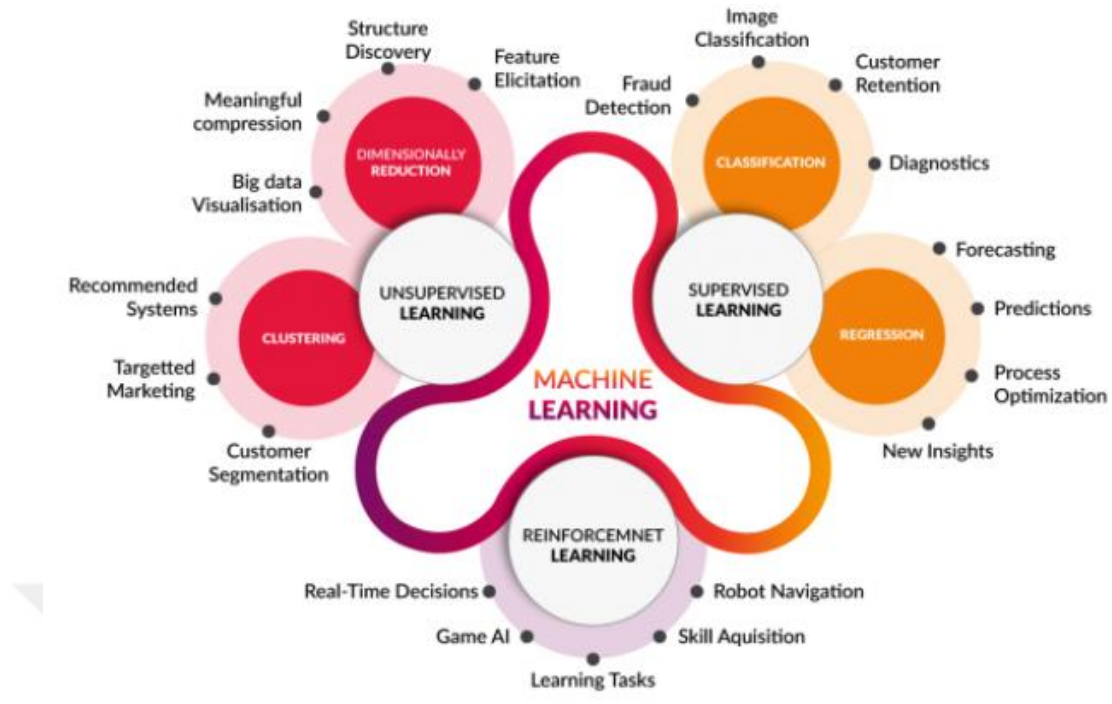 Structure
Discovery
Feature
Elicitation
Meaningful
compression
Big data
Visualisation
DIMENSIONALLY
REDUCTION
Recommended
Systems
Targetted
Marketing
Customer
Segmentation
CLUSTERING
UNSUPERVISED
LEARNING
Image
Classification
Fraud
Detection
Customer
Retention
Diagnostics
CLASSIFICATION
SUPERVISED
LEARNING
Forecasting
Predictions
Process
Optimization
New Insights
REGRESSION
MACHINE
LEARNING
REINFORCEMNET
LEARNING
Real-Time Decisions
Game AI
Learning Tasks
Skill Aquisition
Robot Navigation